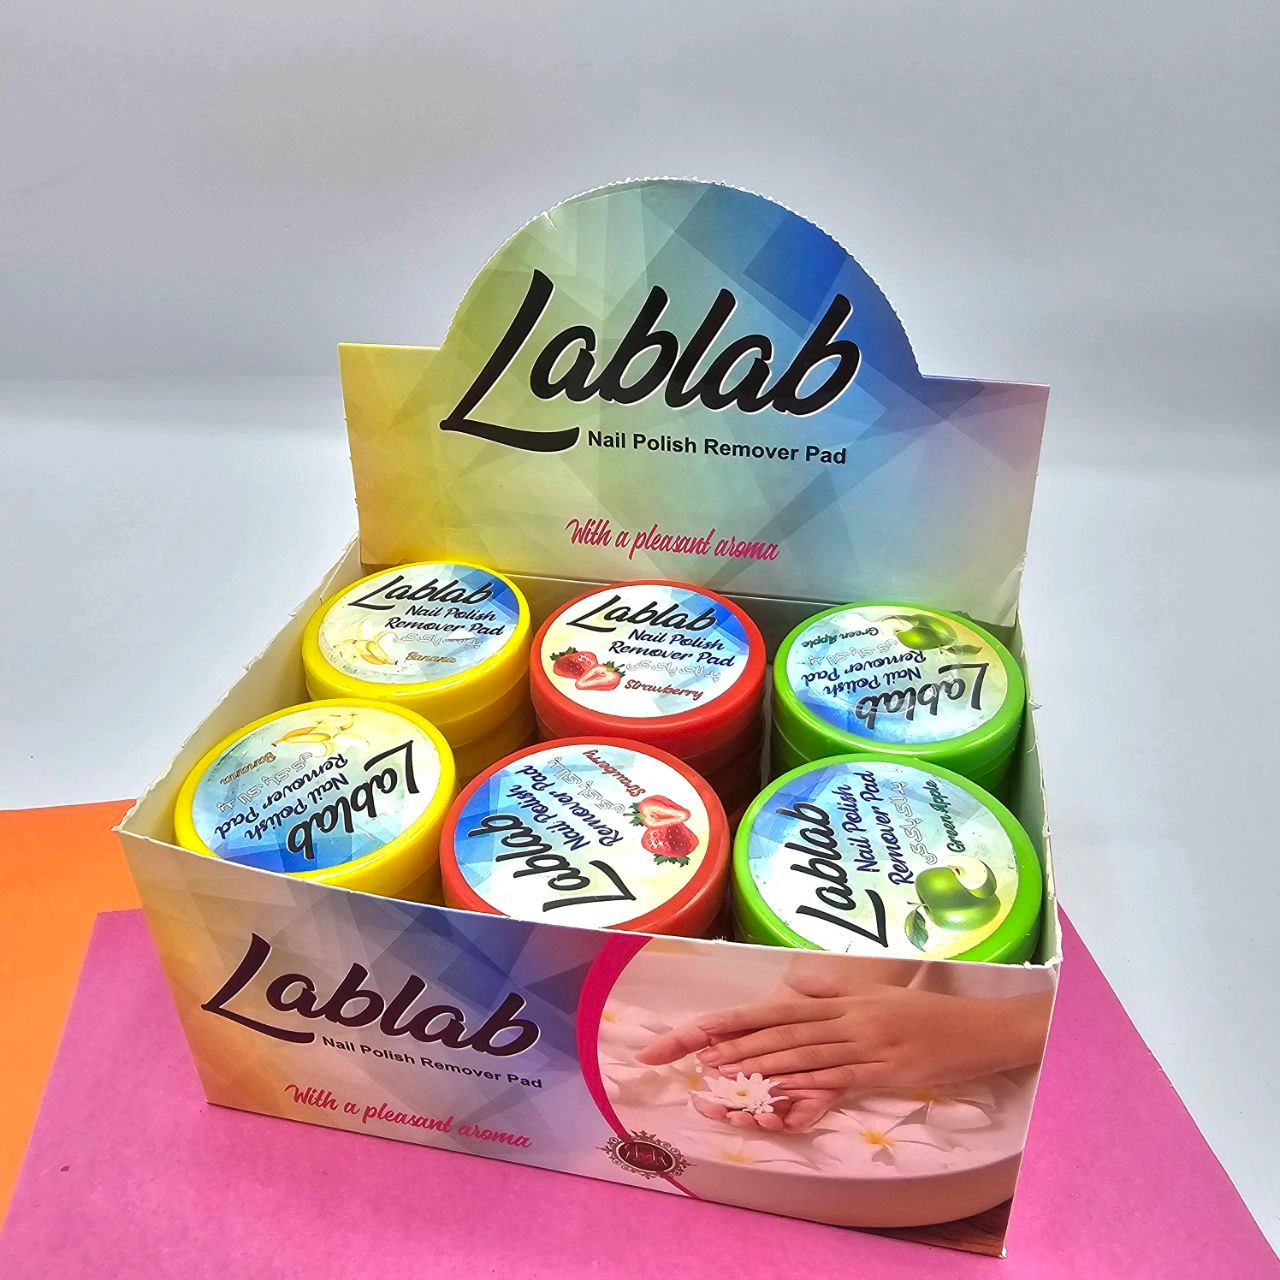 Lablab
Nail Polish Remover Pad
With a pleasant aroma
Lablab
Nail Polish
Remover Pad
Banana
Lablab
Nail Polish
Remover Pad
Strawberry
Lablab
Nail Polish
Remover Pad
Green Apple
Lablab
Nail Polish
Remover Pad
Banana
Lablab
Nail Polish
Remover Pad
Strawberry
Lablab
Nail Polish
Remover Pad
Green Apple
Lablab
Nail Polish Remover Pad
With a pleasant aroma